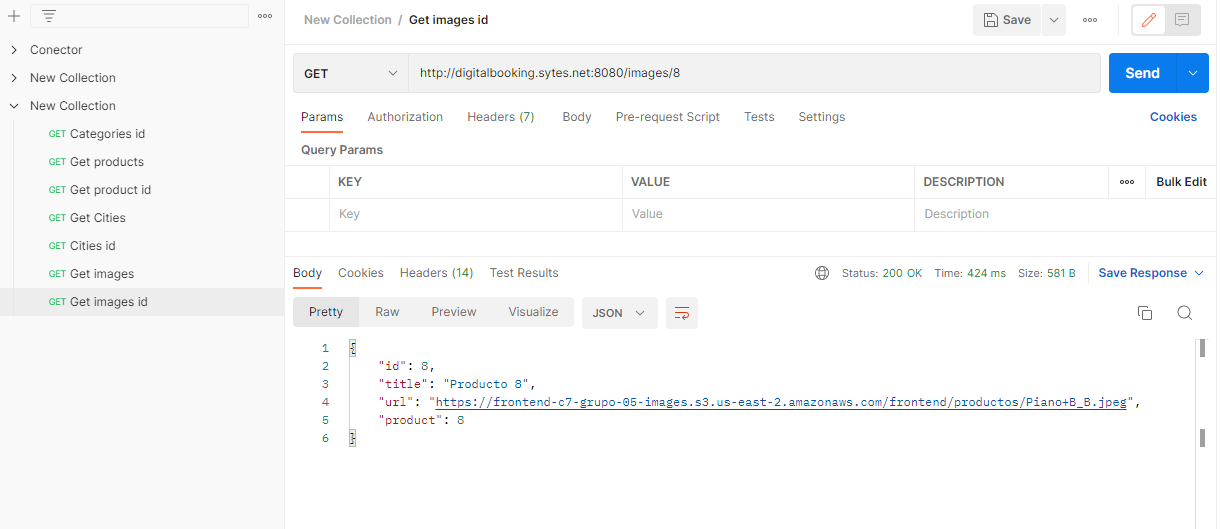 New Collection / Get images id
Save
Conector
New Collection
New Collection
GET Categories id
GET Get products
GET Get product id
GET Get Cities
GET Cities id
GET Get images
GET Get images id
GET
http://digitalbooking.sytes.net:8080/images/8
Send
Params Authorization Headers (7) Body Pre-request Script Tests Settings Cookies
Query Params
KEY VALUE DESCRIPTION Bulk Edit
Key Value Description
Body Cookies Headers (14) Test Results Status: 200 OK Time: 424 ms Size: 581 B Save Response
Pretty Raw Preview Visualize JSON
1 {
2 "id": 8,
3 "title": "Producto 8",
4 "url": "https://frontend-c7-grupo-05-images.s3.us-east-2.amazonaws.com/frontend/productos/Piano+B_B.jpeg",
5 "product": 8
6 }